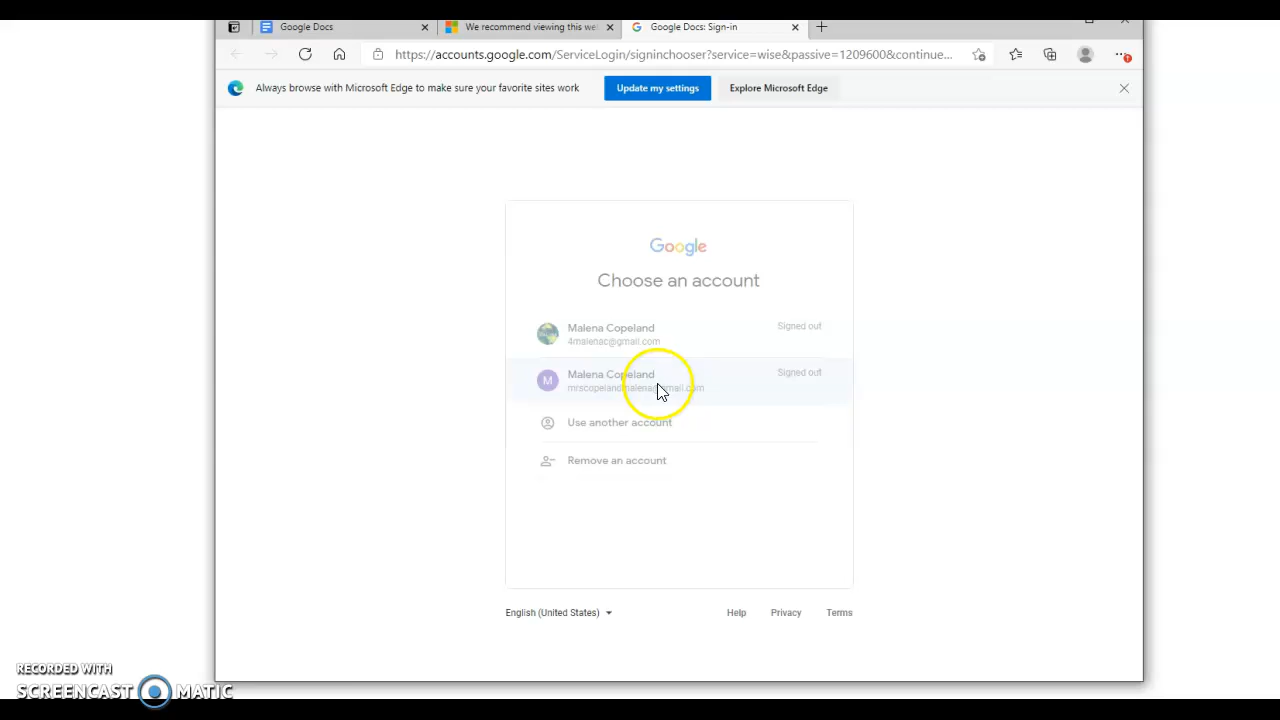 Google Docs
We recommend viewing this we
Google Docs: Sign-in
https://accounts.google.com/ServiceLogin/signinchooser?service=wise&passive=1209600&continue...
Always browse with Microsoft Edge to make sure your favorite sites work
Update my settings
Explore Microsoft Edge
Google
Choose an account
Malena Copeland
Signed out
4malenac@gmail.com
M
Malena Copeland
Signed out
mrscopelandmalena@gmail.com
Use another account
Remove an account
English (United States)
Help
Privacy
Terms
RECORDED WITH
SCREENCAST MATIC